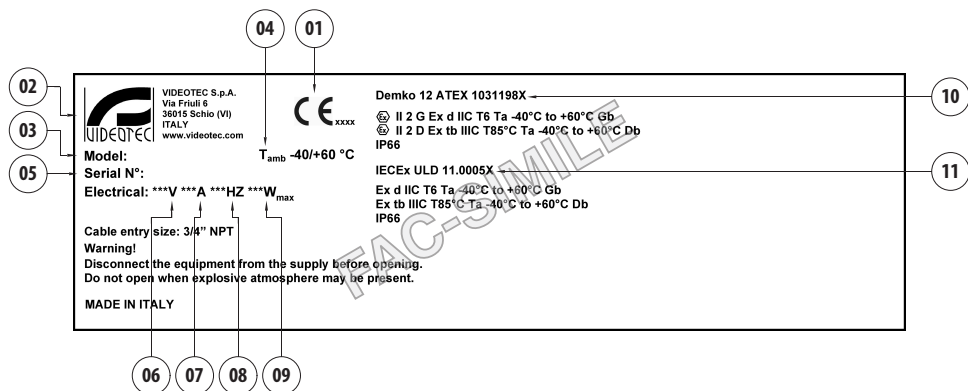 04 01
02
VIDEOTEC
VIDEOTEC S.p.A.
Via Friuli 6
36015 Schio (VI)
ITALY
www.videotec.com
CE xxxx
03
Model:
Tamb -40/+60 °C
05
Serial N°:
Electrical: ***V ***A ***HZ ***Wmax
Cable entry size: 3/4” NPT
Warning!
Disconnect the equipment from the supply before opening.
Do not open when explosive atmosphere may be present.
MADE IN ITALY
Demko 12 ATEX 1031198X
10
Ex II 2 G Ex d IIC T6 Ta -40°C to +60°C Gb
Ex II 2 D Ex tb IIIC T85°C Ta -40°C to +60°C Db
IP66
IECEx ULD 11.0005X
11
Ex d IIC T6 Ta -40°C to +60°C Gb
Ex tb IIIC T85°C Ta -40°C to +60°C Db
IP66
FAC-SIMILE
06 07 08 09